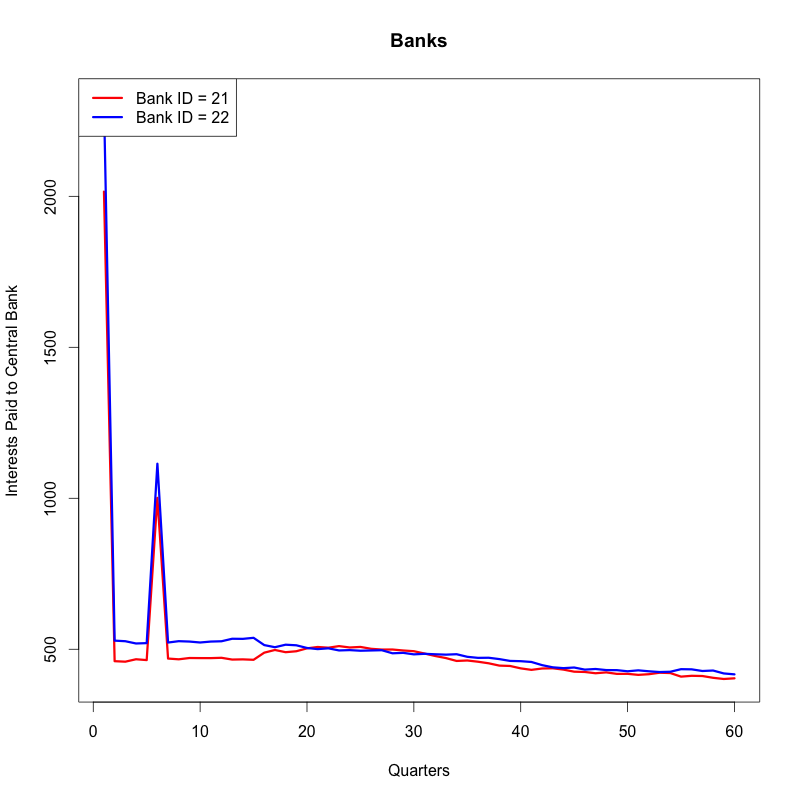 Banks
Bank ID = 21
Bank ID = 22
2000
1500
1000
500
Interests Paid to Central Bank
0 10 20 30 40 50 60
Quarters